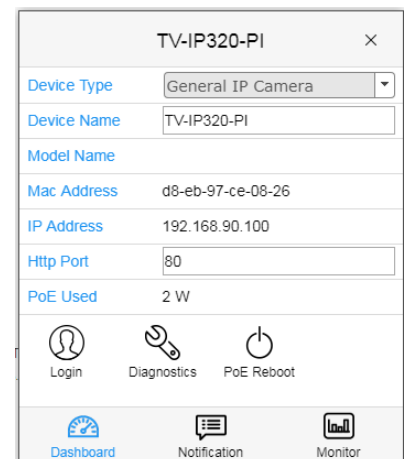 TV-IP320-PI ×
Device Type General IP Camera
Device Name TV-IP320-PI
Model Name
Mac Address d8-eb-97-ce-08-26
IP Address 192.168.90.100
Http Port 80
PoE Used 2 W
Login Diagnostics PoE Reboot
Dashboard Notification Monitor